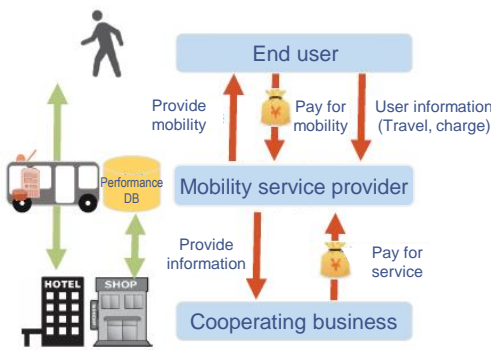 End user
Provide
mobility
¥
Pay for
mobility
User information
(Travel, charge)
Performance
DB
Mobility service provider
Provide
information
¥
Pay for
service
HOTEL
SHOP
Cooperating business